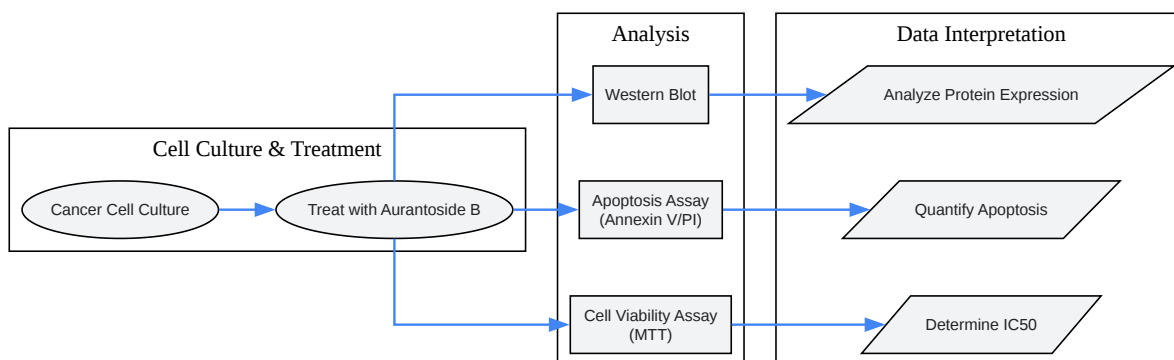 Analysis
Data Interpretation
Western Blot
Analyze Protein Expression
Cell Culture & Treatment
Cancer Cell Culture
Treat with Aurantoside B
Apoptosis Assay
(Annexin V/PI)
Quantify Apoptosis
Cell Viability Assay
(MTT)
Determine IC50